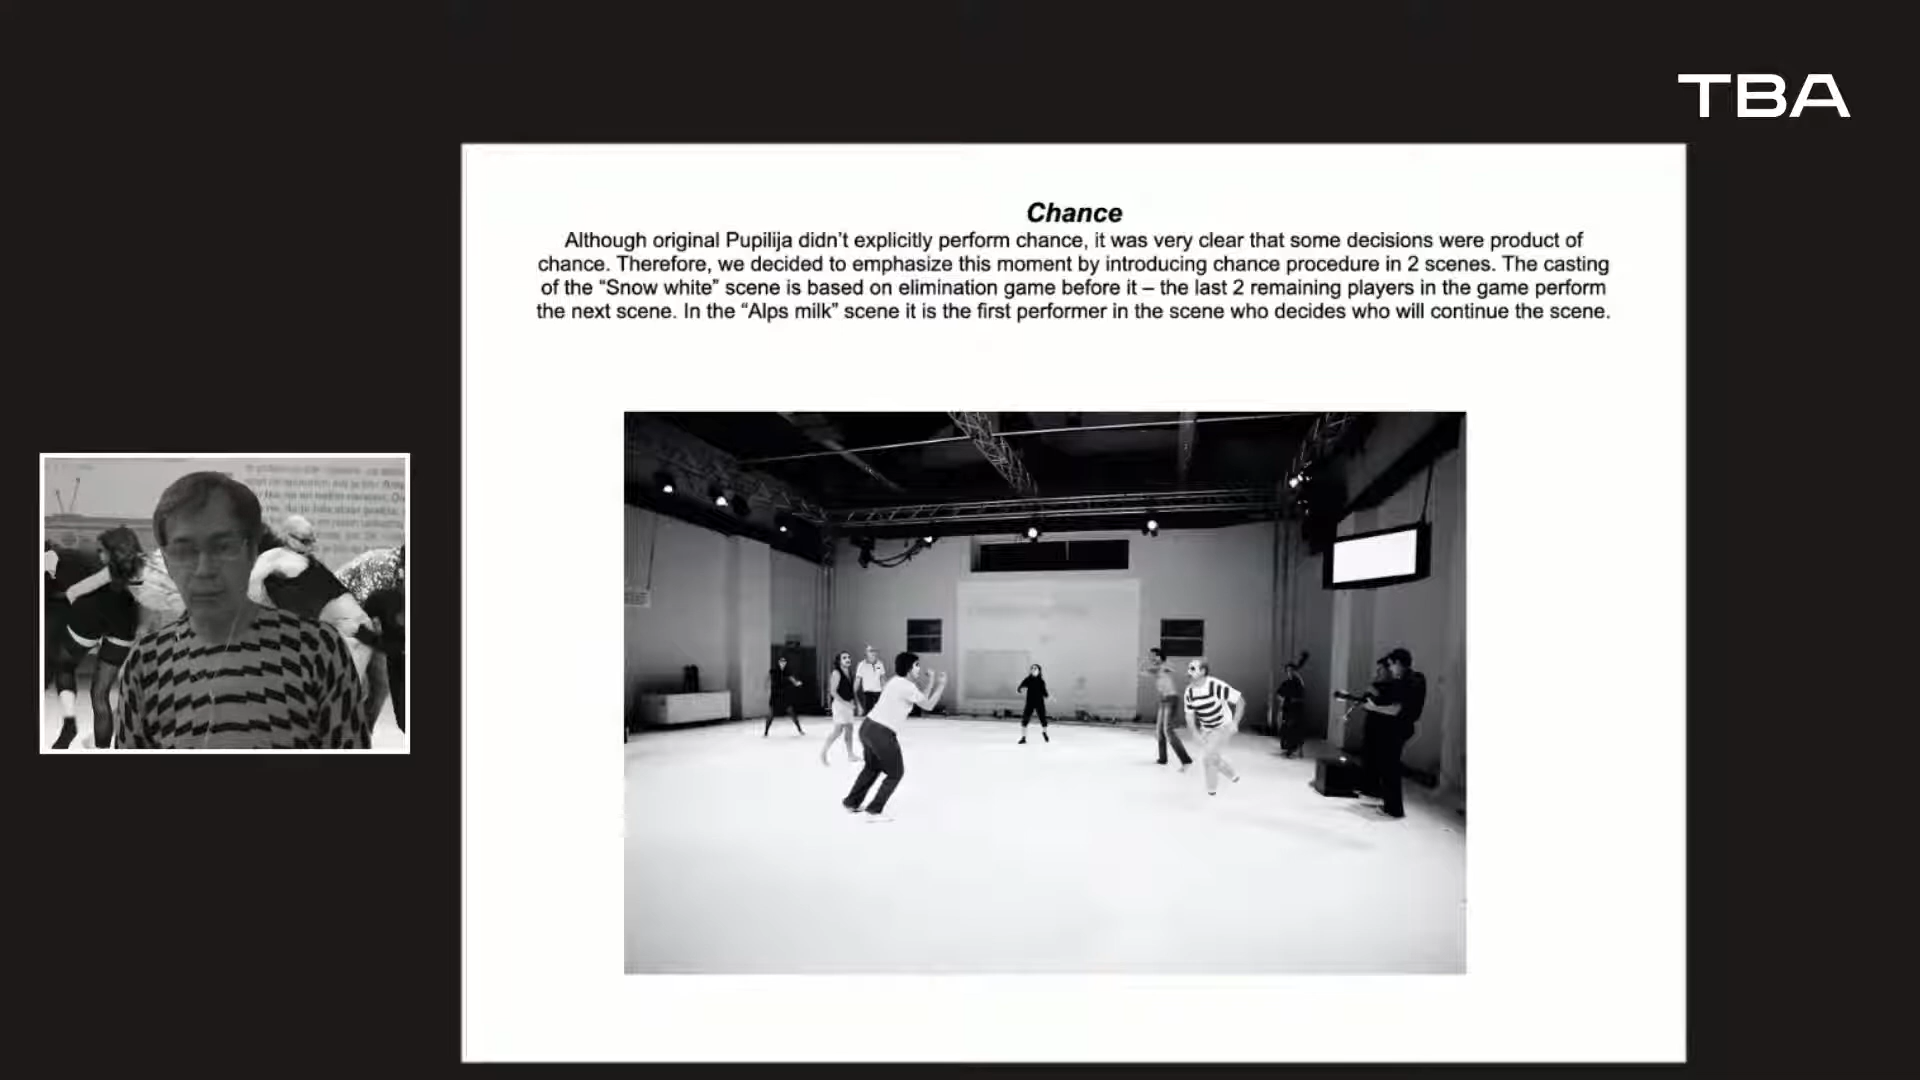 TBA
Chance
Although original Pupilija didn't explicitly perform chance, it was very clear that some decisions were product of
chance. Therefore, we decided to emphasize this moment by introducing chance procedure in 2 scenes. The casting
of the “Snow white” scene is based on elimination game before it – the last 2 remaining players in the game perform
the next scene. In the “Alps milk” scene it is the first performer in the scene who decides who will continue the scene.